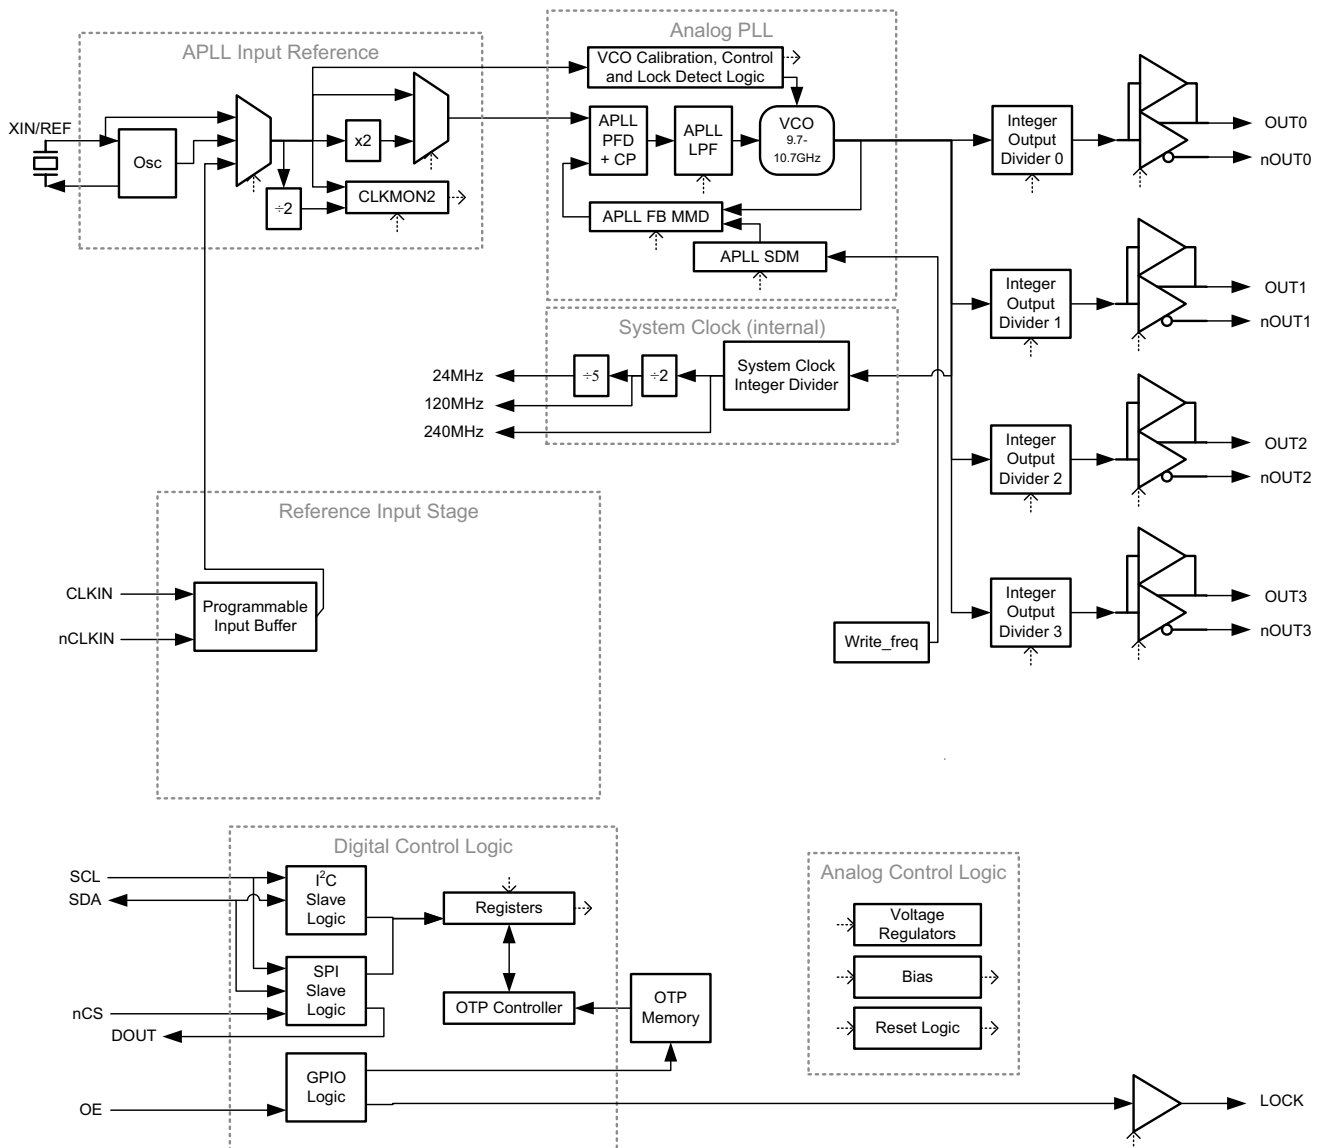 APLL Input Reference
XIN/REF
Osc
x2
÷2
CLKMON2
Analog PLL
VCO Calibration, Control
and Lock Detect Logic
APLL
PFD
+ CP
APLL
LPF
VCO
9.7-
10.7GHz
APLL FB MMD
APLL SDM
System Clock (internal)
24MHz
120MHz
240MHz
÷5
÷2
System Clock
Integer Divider
Integer
Output
Divider 0
OUT0
nOUT0
Integer
Output
Divider 1
OUT1
nOUT1
Integer
Output
Divider 2
OUT2
nOUT2
Integer
Output
Divider 3
OUT3
nOUT3
Reference Input Stage
CLKIN
nCLKIN
Programmable
Input Buffer
Write_freq
Digital Control Logic
SCL
SDA
I²C
Slave
Logic
Registers
SPI
Slave
Logic
nCS
DOUT
OTP Controller
OTP
Memory
GPIO
Logic
OE
Analog Control Logic
Voltage
Regulators
Bias
Reset Logic
LOCK